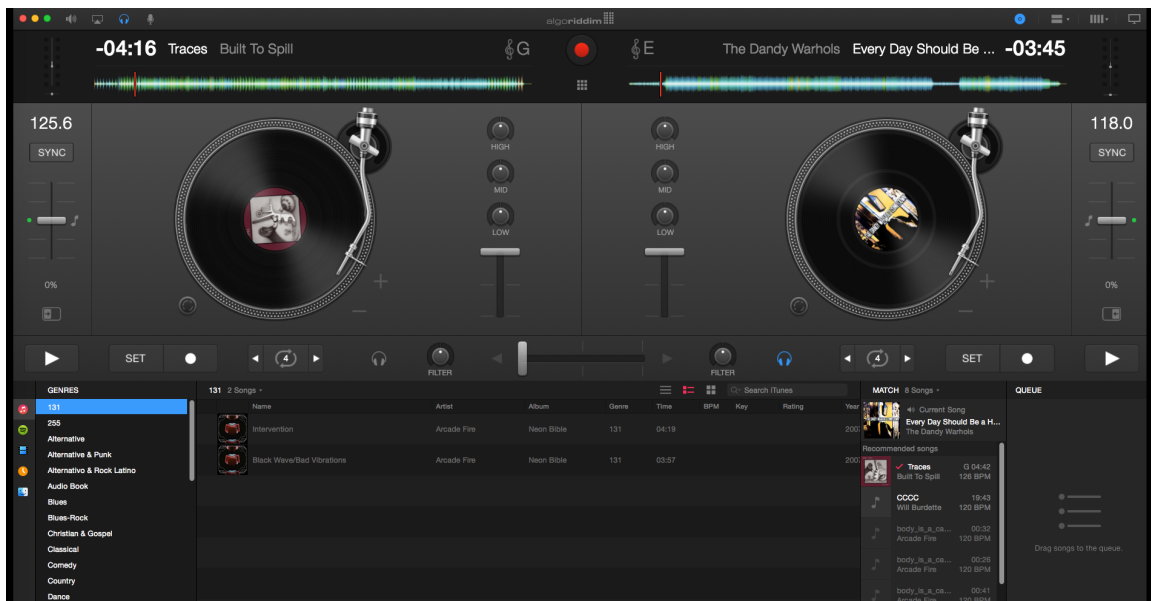 algoriddim
-04:16 Traces Built To Spill
G
E
The Dandy Warhols Every Day Should Be ... -03:45
125.6
SYNC
0%
HIGH
MID
LOW
HIGH
MID
LOW
118.0
SYNC
0%
SET
4
FILTER
FILTER
4
SET
GENRES
131
255
Alternative
Alternative & Punk
Alternativo & Rock Latino
Audio Book
Blues
Blues-Rock
Christian & Gospel
Classical
Comedy
Country
Dance
131 2 Songs
Search iTunes
Name Artist Album Genre Time BPM Key Rating Year
Intervention Arcade Fire Neon Bible 131 04:19 200
Black Wave/Bad Vibrations Arcade Fire Neon Bible 131 03:57 200
MATCH 8 Songs
Current Song
Every Day Should Be a H...
The Dandy Warhols
Recommended songs
Traces G 04:42
Built To Spill 126 BPM
CCCC 19:43
Will Burdette 120 BPM
body_is_a_ca... 00:32
Arcade Fire 120 BPM
body_is_a_ca... 00:26
Arcade Fire 120 BPM
body_is_a_ca... 00:41
Arcade Fire 120 BPM
QUEUE
Drag songs to the queue.